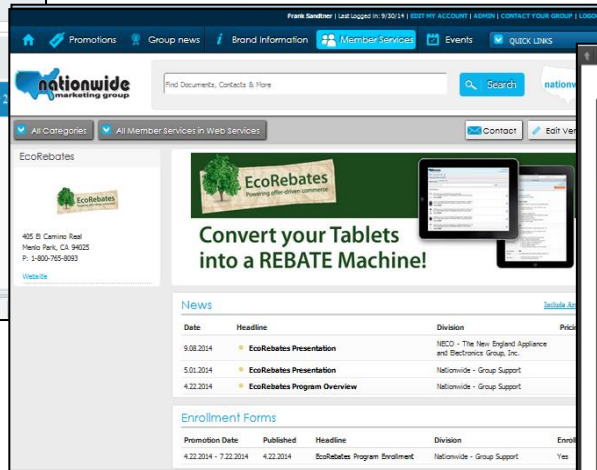 Frank Sandtner | Last Logged In: 9/30/14 | EDIT MY ACCOUNT | ADMIN | CONTACT YOUR GROUP | LOGO
Promotions Group news Brand Information Member Services Events QUICK LINKS
nationwide
marketing group
Find Documents, Contacts & More
Search
nationw
All Categories All Member Services in Web Services Contact Edit Ver
EcoRebates
EcoRebates
405 El Camino Real
Menlo Park, CA 94025
P: 1-800-765-8093
Website
EcoRebates
Powering offer-driven commerce
Convert your Tablets
into a REBATE Machine!
News
Date Headline Division Pricin
9.08.2014 EcoRebates Presentation NECO - The New England Appliance
and Electronics Group, Inc.
5.01.2014 EcoRebates Presentation Nationwide - Group Support
4.22.2014 EcoRebates Program Overview Nationwide - Group Support
Enrollment Forms
Promotion Date Published Headline Division Enroll
4.22.2014 - 7.22.2014 4.22.2014 EcoRebates Program Enrollment Nationwide - Group Support Yes